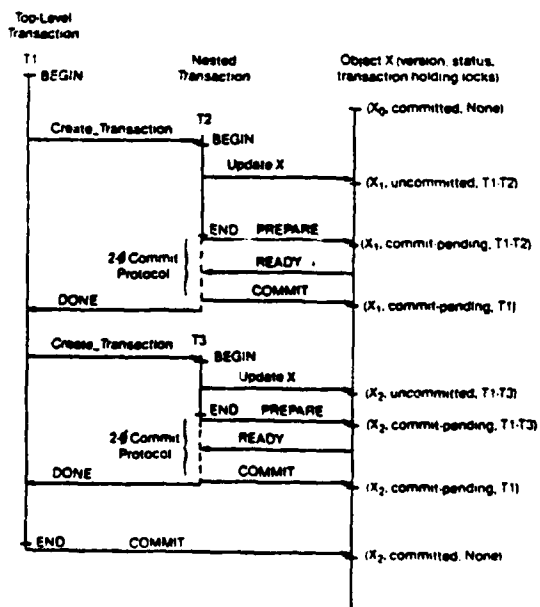 Top-Level
Transaction
T1
BEGIN
Nested
Transaction
Object X (version, status,
transaction holding locks)
(X₀, committed, None)
Create_Transaction
T2
BEGIN
Update X
(X₁, uncommitted, T1-T2)
END PREPARE
(X₁, commit-pending, T1-T2)
2-ϕ Commit
Protocol
READY
COMMIT
(X₁, commit-pending, T1)
DONE
Create_Transaction
T3
BEGIN
Update X
(X₂, uncommitted, T1-T3)
END PREPARE
(X₂, commit-pending, T1-T3)
2-ϕ Commit
Protocol
READY
DONE
COMMIT
(X₂, commit-pending, T1)
END COMMIT
(X₂, committed, None)